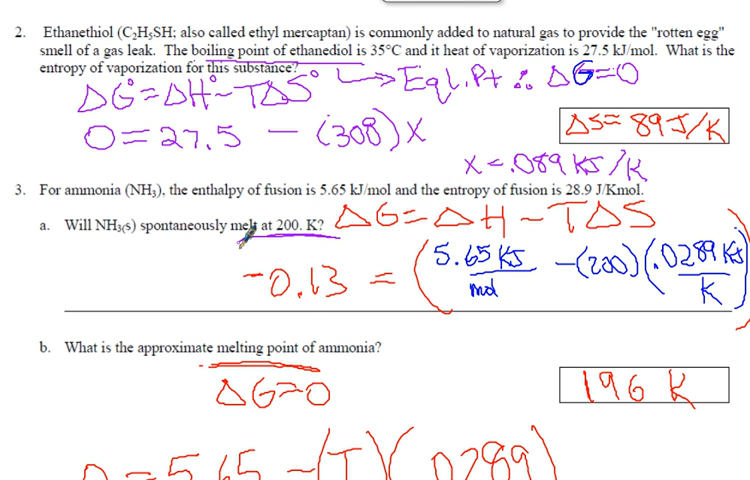 2. Ethanethiol (C₂H₅SH; also called ethyl mercaptan) is commonly added to natural gas to provide the "rotten egg"
smell of a gas leak. The boiling point of ethanediol is 35°C and it heat of vaporization is 27.5 kJ/mol. What is the
entropy of vaporization for this substance?
Eql. Pt ∴ ΔG=0
ΔG°=ΔH°-TΔS°
0=27.5 - (308)X
ΔS= 89 J/K
X=.089 KJ/K
3. For ammonia (NH₃), the enthalpy of fusion is 5.65 kJ/mol and the entropy of fusion is 28.9 J/Kmol.
a. Will NH₃(s) spontaneously melt at 200. K?
ΔG=ΔH-TΔS
-0.13 = (5.65 KJ/mol -(200)(.0289 KJ/K))
b. What is the approximate melting point of ammonia?
ΔG=0
196 K
0=5.65-(T)(.0289)